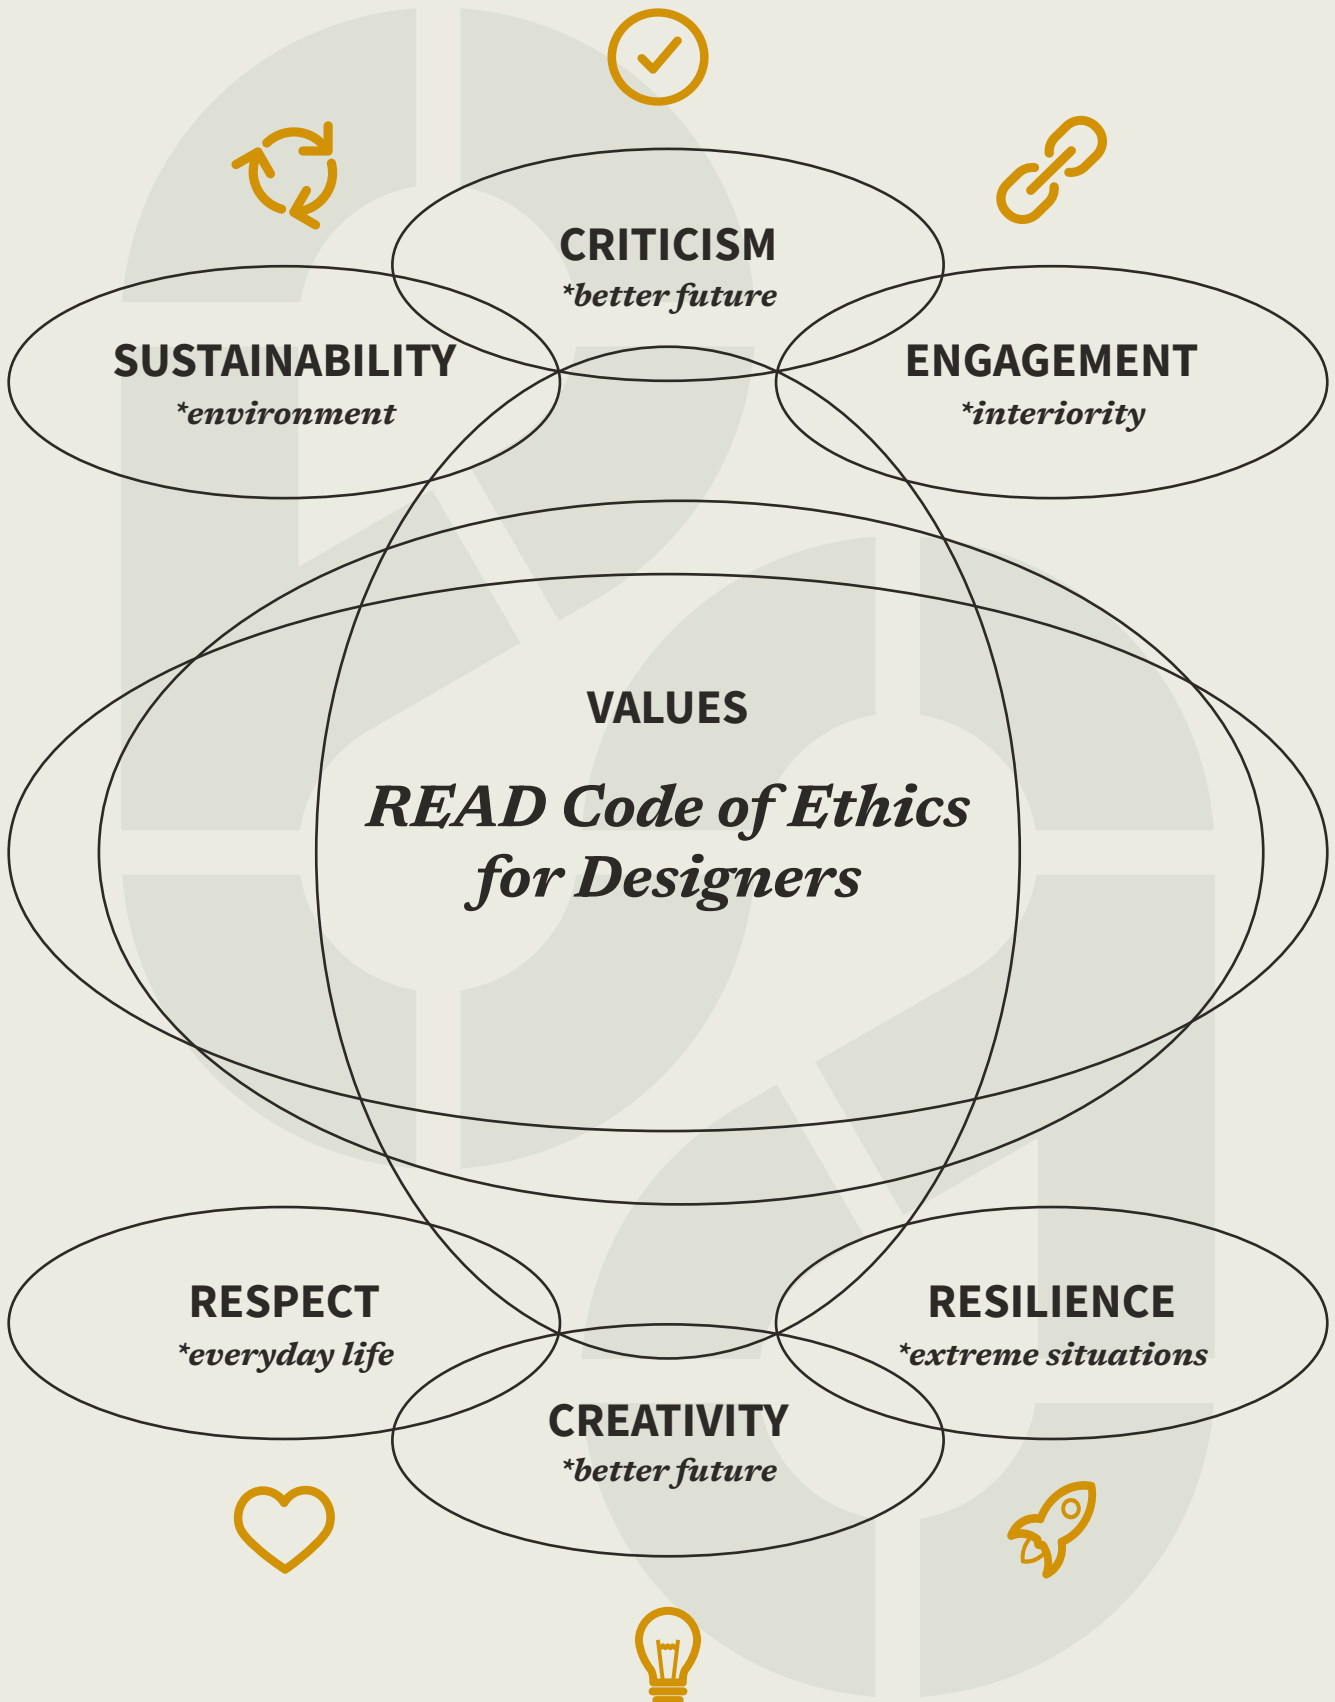 CRITICISM
*better future
SUSTAINABILITY
*environment
ENGAGEMENT
*interiority
VALUES
READ Code of Ethics
for Designers
RESPECT
*everyday life
RESILIENCE
*extreme situations
CREATIVITY
*better future